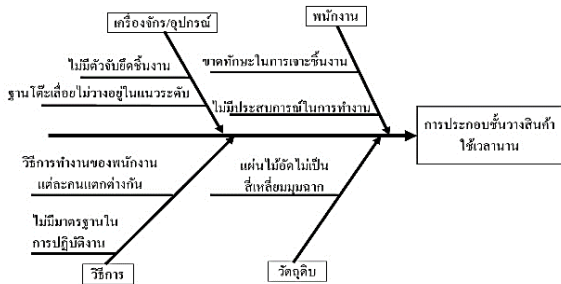 เครื่องจักร/อุปกรณ์
พนักงาน
ไม่มีตัวจับยึดชิ้นงาน
ขาดทักษะในการเจาะชิ้นงาน
ฐานโต๊ะเลื่อยไม่วางอยู่ในแนวระดับ
ไม่มีประสบการณ์ในการทำงาน
การประกอบชั้นวางสินค้า
ใช้เวลานาน
วิธีการทำงานของพนักงาน
แต่ละคนแตกต่างกัน
แผ่นไม้อัดไม่เป็น
สี่เหลี่ยมมุมฉาก
ไม่มีมาตรฐานใน
การปฏิบัติงาน
วิธีการ
วัตถุดิบ